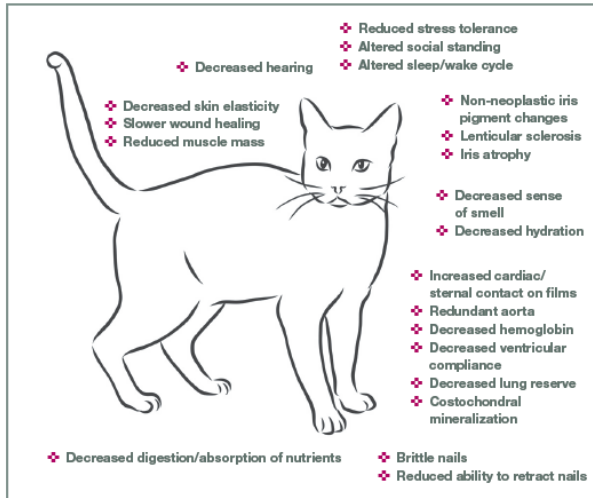 Reduced stress tolerance
Altered social standing
Altered sleep/wake cycle
Decreased hearing
Decreased skin elasticity
Slower wound healing
Reduced muscle mass
Non-neoplastic iris
pigment changes
Lenticular sclerosis
Iris atrophy
Decreased sense
of smell
Decreased hydration
Increased cardiac/
sternal contact on films
Redundant aorta
Decreased hemoglobin
Decreased ventricular
compliance
Decreased lung reserve
Costochondral
mineralization
Decreased digestion/absorption of nutrients
Brittle nails
Reduced ability to retract nails